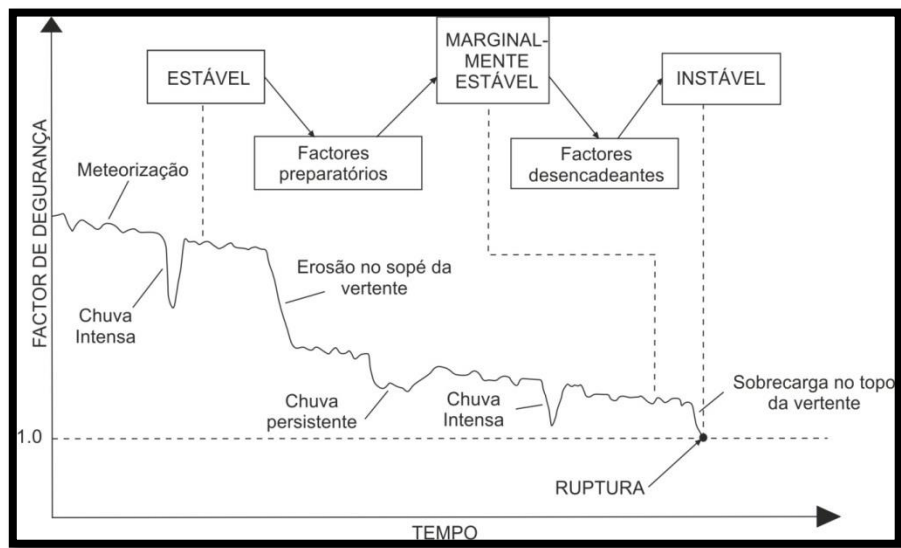 MARGINAL-
MENTE
ESTÁVEL
ESTÁVEL
INSTÁVEL
Factores
preparatórios
Factores
desencadeantes
FACTOR DE DEGURANÇA
Meteorização
Chuva
Intensa
Erosão no sopé da
vertente
Chuva
persistente
Chuva
Intensa
Sobrecarga no topo
da vertente
1.0
RUPTURA
TEMPO